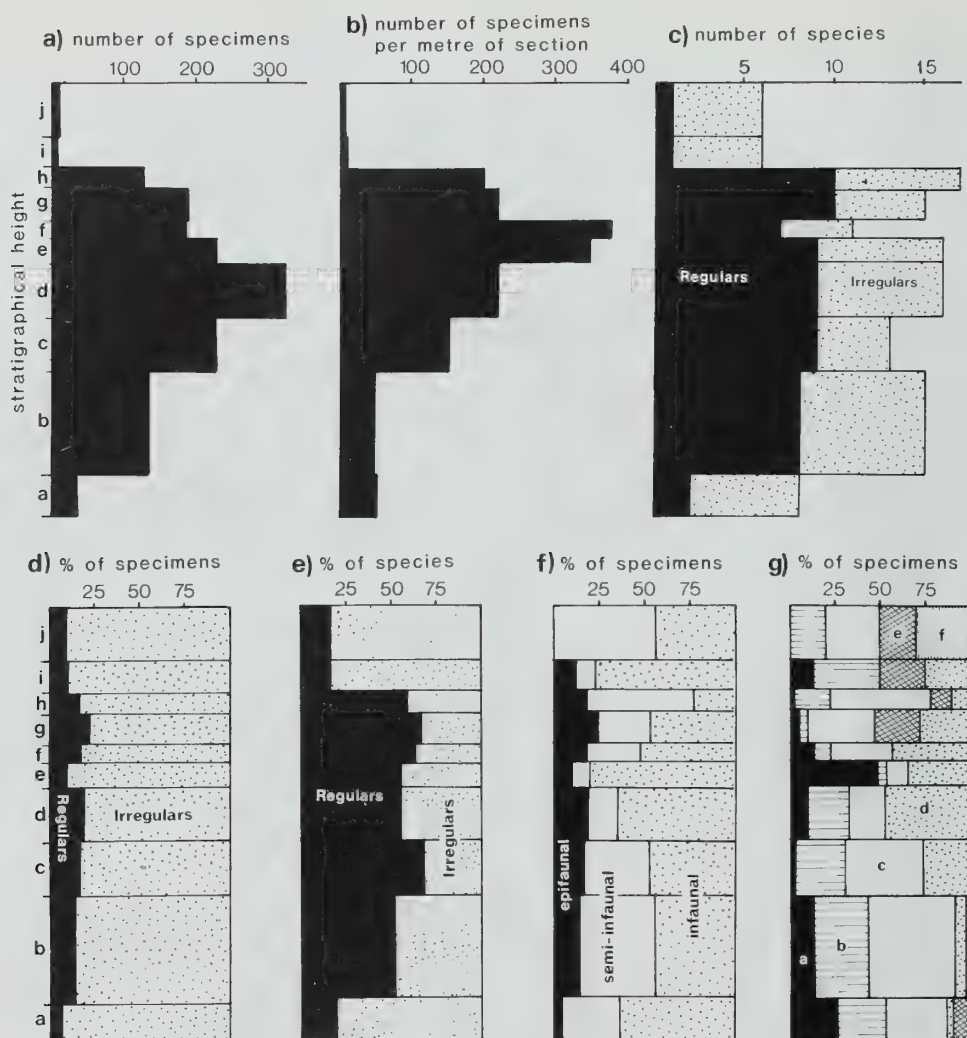 a) number of specimens
100 200 300
b) number of specimens
per metre of section
100 200 300 400
c) number of species
5 10 15
stratigraphical height
j
i
h
g
f
e
d
c
b
a
Regulars
Irregulars
d) % of specimens
25 50 75
e) % of species
25 50 75
f) % of specimens
25 50 75
g) % of specimens
25 50 75
j
i
h
g
f
e
d
c
b
a
Regulars
Irregulars
Regulars
Irregulars
epifaunal
semi-infaunal
infaunal
a
b
c
d
e
f